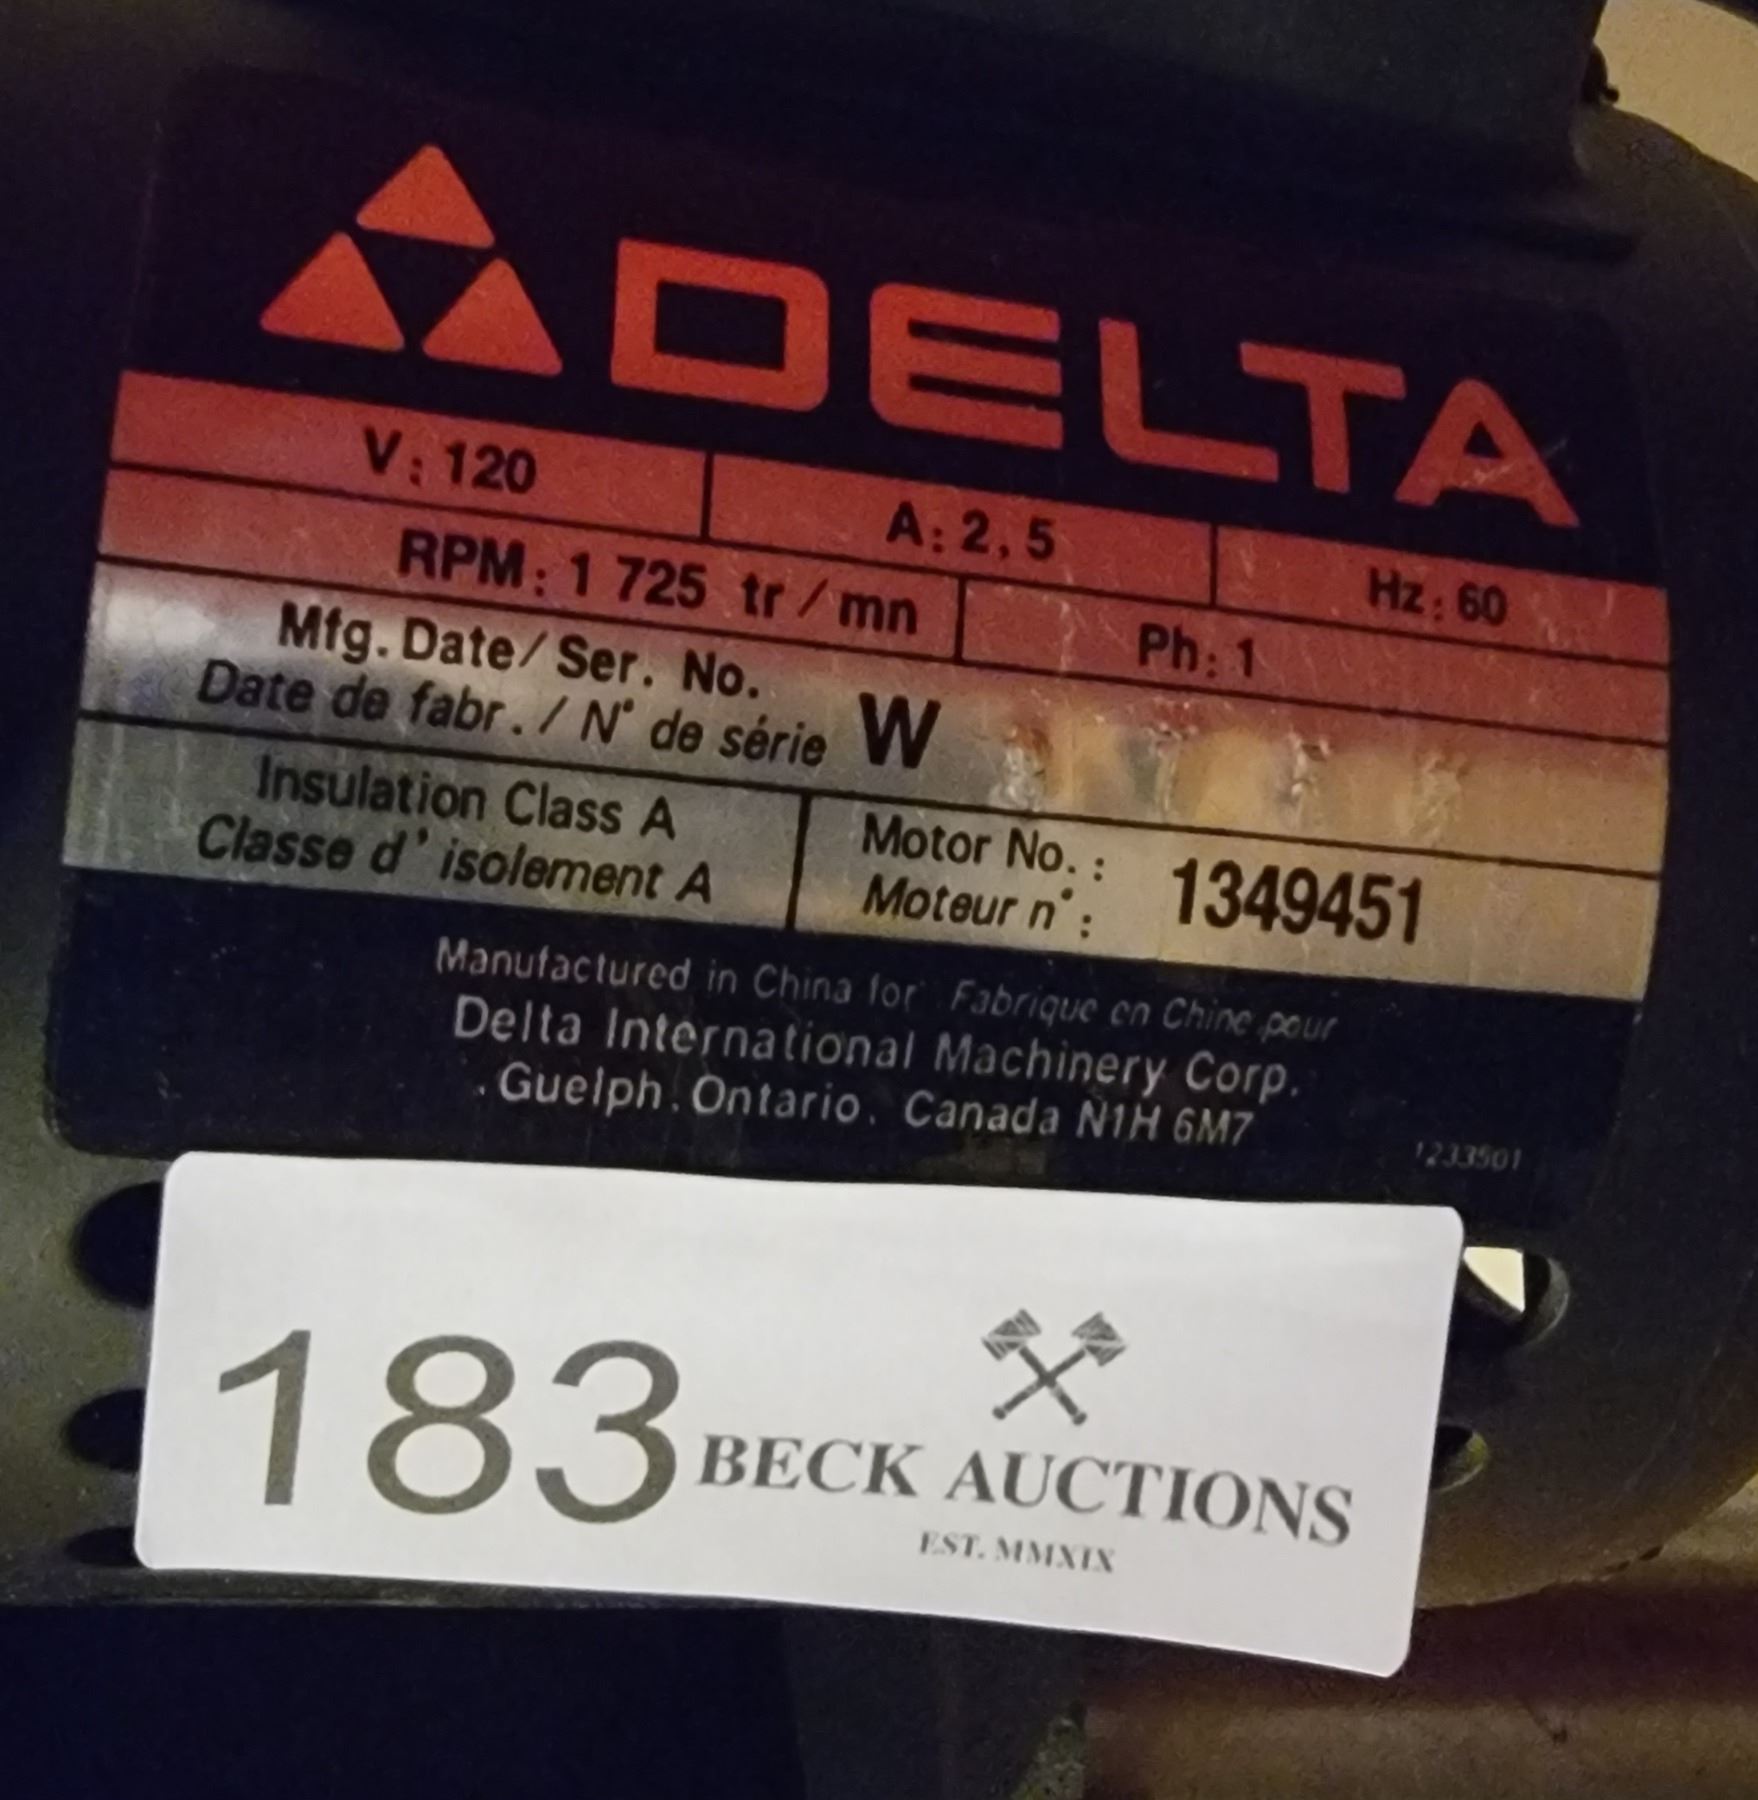 DELTA
V: 120 A: 2,5 Hz: 60
RPM: 1 725 tr / mn Ph: 1
Mfg. Date/ Ser. No.
Date de fabr. / N° de série W
Insulation Class A
Classe d' isolement A
Motor No. : 1349451
Moteur n° :
Manufactured in China for Fabrique en Chine pour
Delta International Machinery Corp.
Guelph, Ontario, Canada N1H 6M7
1233501
183
BECK AUCTIONS
EST. MMXIX